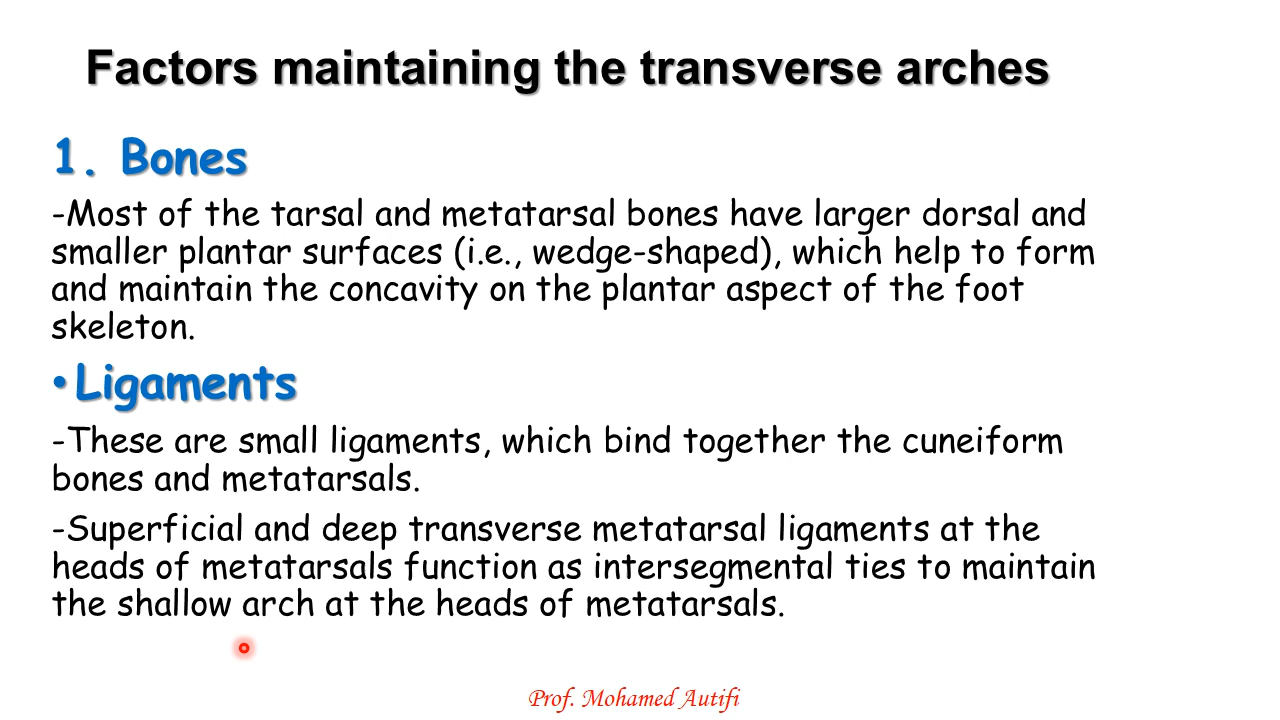 Factors maintaining the transverse arches
1. Bones
-Most of the tarsal and metatarsal bones have larger dorsal and
smaller plantar surfaces (i.e., wedge-shaped), which help to form
and maintain the concavity on the plantar aspect of the foot
skeleton.
•Ligaments
-These are small ligaments, which bind together the cuneiform
bones and metatarsals.
-Superficial and deep transverse metatarsal ligaments at the
heads of metatarsals function as intersegmental ties to maintain
the shallow arch at the heads of metatarsals.
Prof. Mohamed Autifi